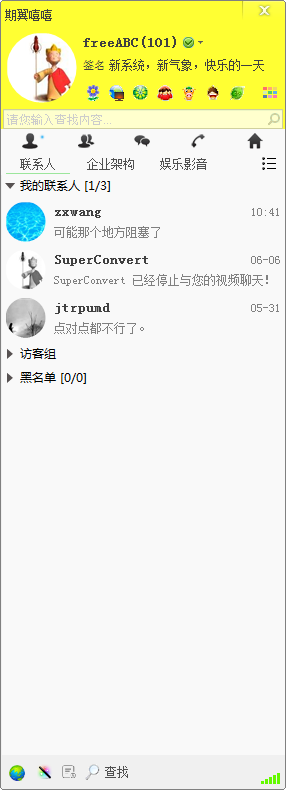 期翼嘻嘻
freeABC(101)
签名 新系统，新气象，快乐的一天
请您输入查找内容...
联系人 企业架构 娱乐影音
我的联系人 [1/3]
zxwang 10:41
可能那个地方阻塞了
SuperConvert 06-06
SuperConvert 已经停止与您的视频聊天!
jtrpumd 05-31
点对点都不行了。
访客组
黑名单 [0/0]
查找